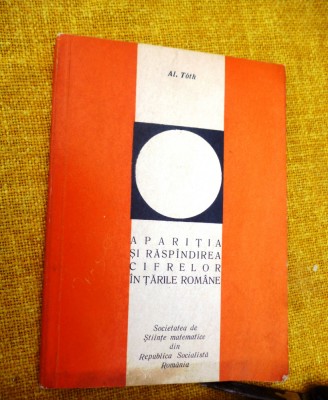 Al. Tóth
APARIȚIA
ȘI RĂSPÎNDIREA
CIFRELOR
ÎN ȚĂRILE ROMÂNE
Societatea de
Științe matematice
din
Republica Socialistă
România